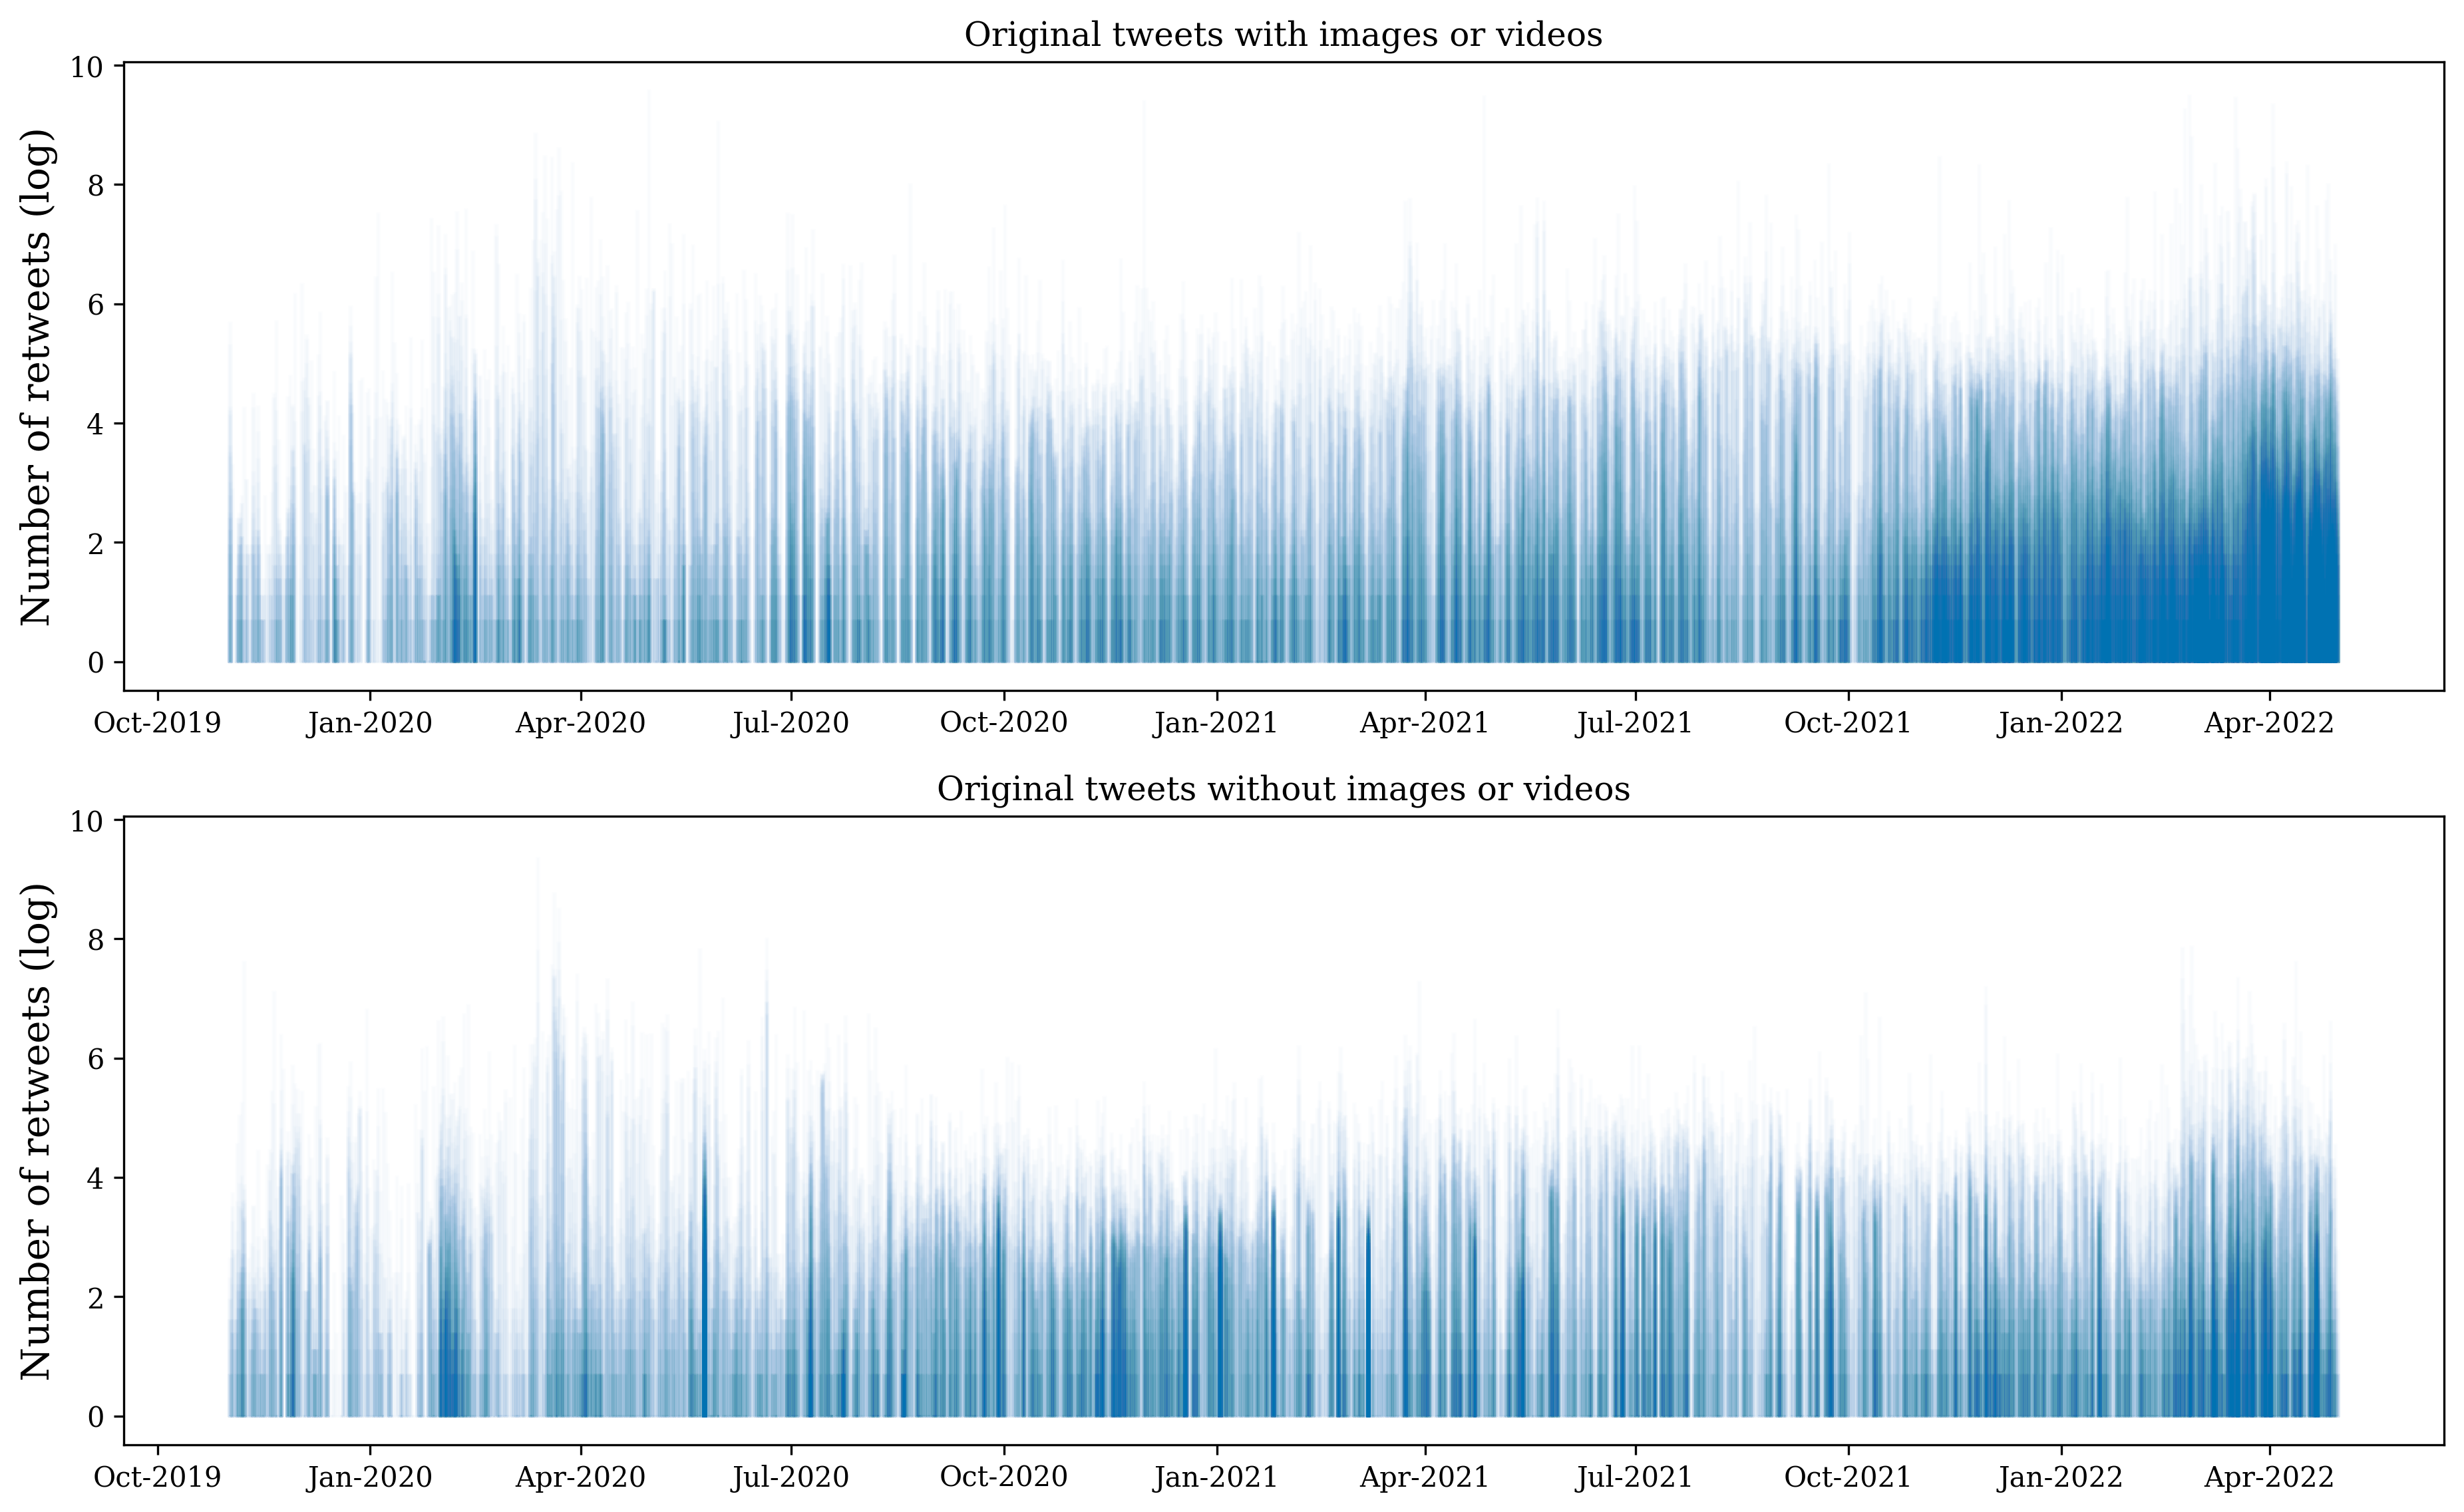 Original tweets with images or videos
Number of retweets (log)
10
8
6
4
2
0
Oct-2019 Jan-2020 Apr-2020 Jul-2020 Oct-2020 Jan-2021 Apr-2021 Jul-2021 Oct-2021 Jan-2022 Apr-2022
Original tweets without images or videos
Number of retweets (log)
10
8
6
4
2
0
Oct-2019 Jan-2020 Apr-2020 Jul-2020 Oct-2020 Jan-2021 Apr-2021 Jul-2021 Oct-2021 Jan-2022 Apr-2022